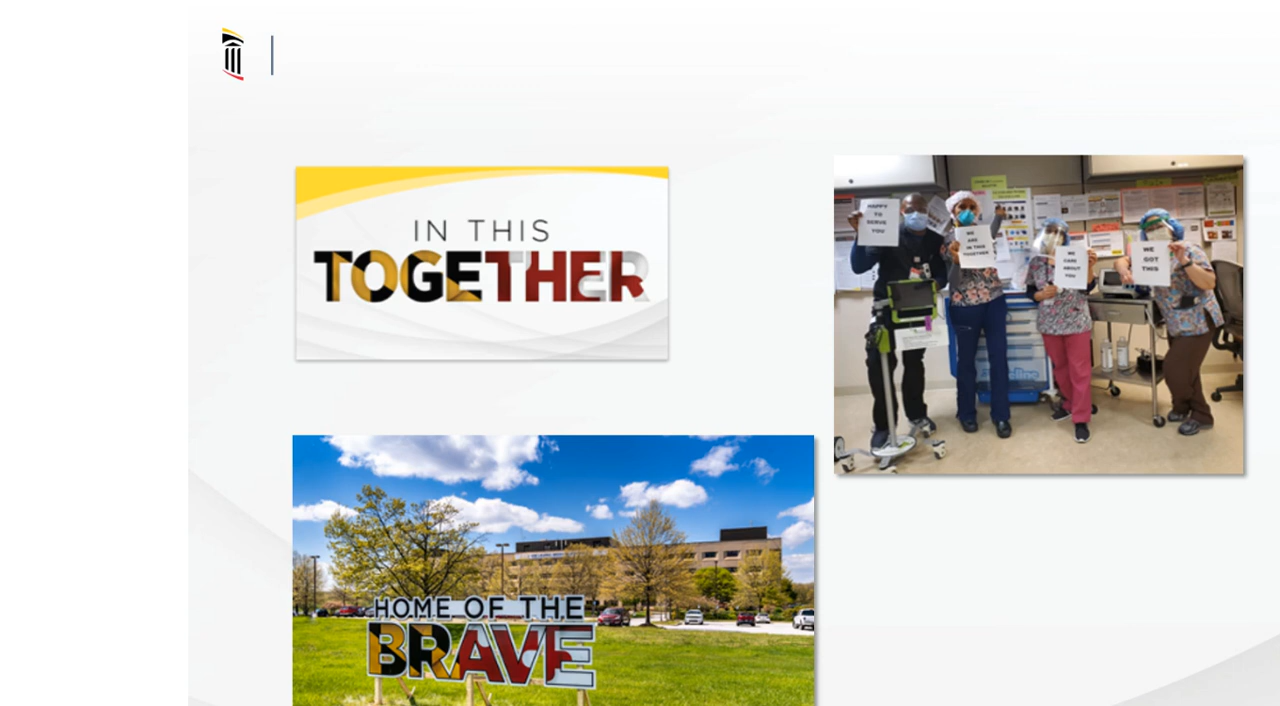 IN THIS
TOGETHER
HAPPY
TO
SERVE
YOU
WE
ARE
IN THIS
TOGETHER
WE
CARE
ABOUT
YOU
WE
GOT
THIS
HOME OF THE
BRAVE